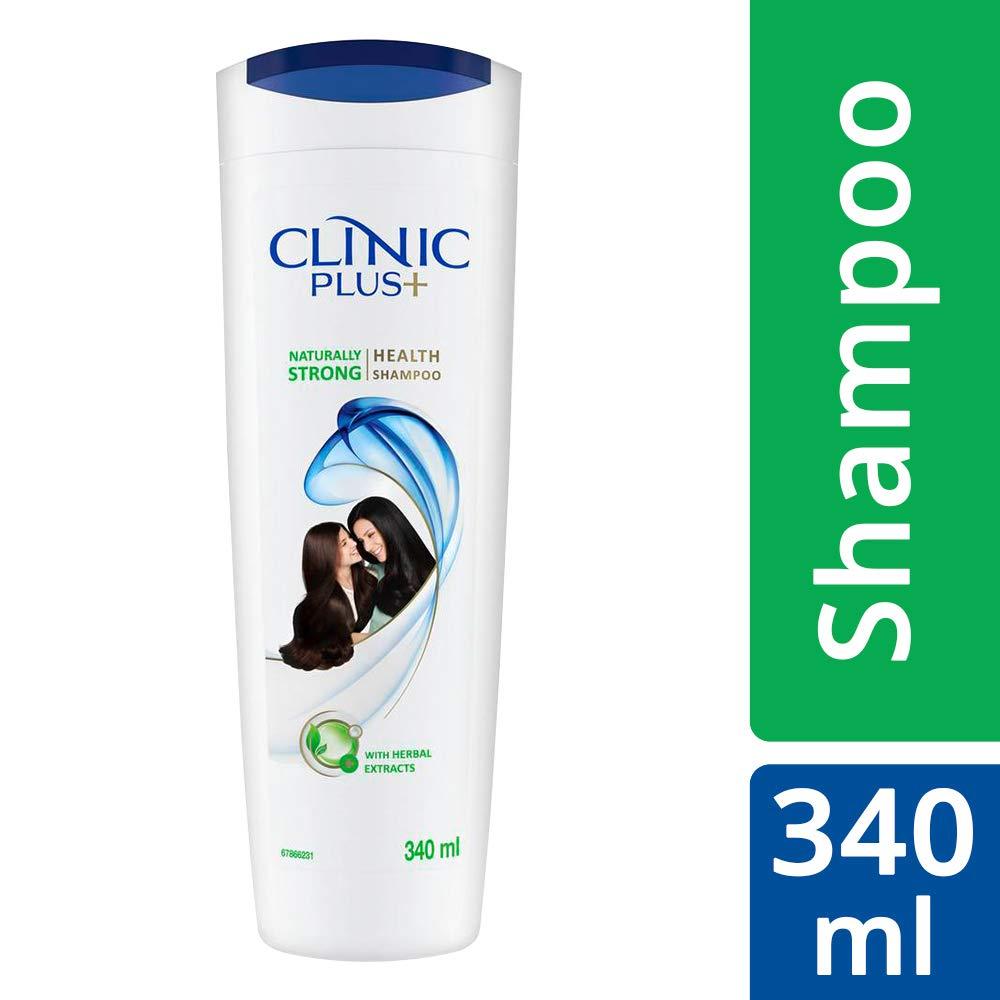 CLINIC
PLUS+
NATURALLY
STRONG
HEALTH
SHAMPOO
WITH HERBAL
EXTRACTS
67866231
340 ml
Shampoo
340
ml